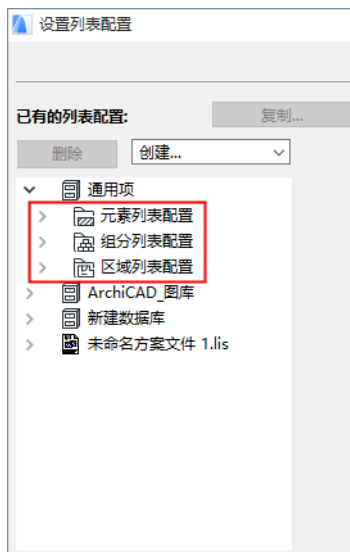 设置列表配置
已有的列表配置:
复制...
删除
创建...
通用项
元素列表配置
组分列表配置
区域列表配置
ArchiCAD_图库
新建数据库
未命名方案文件 1.lis